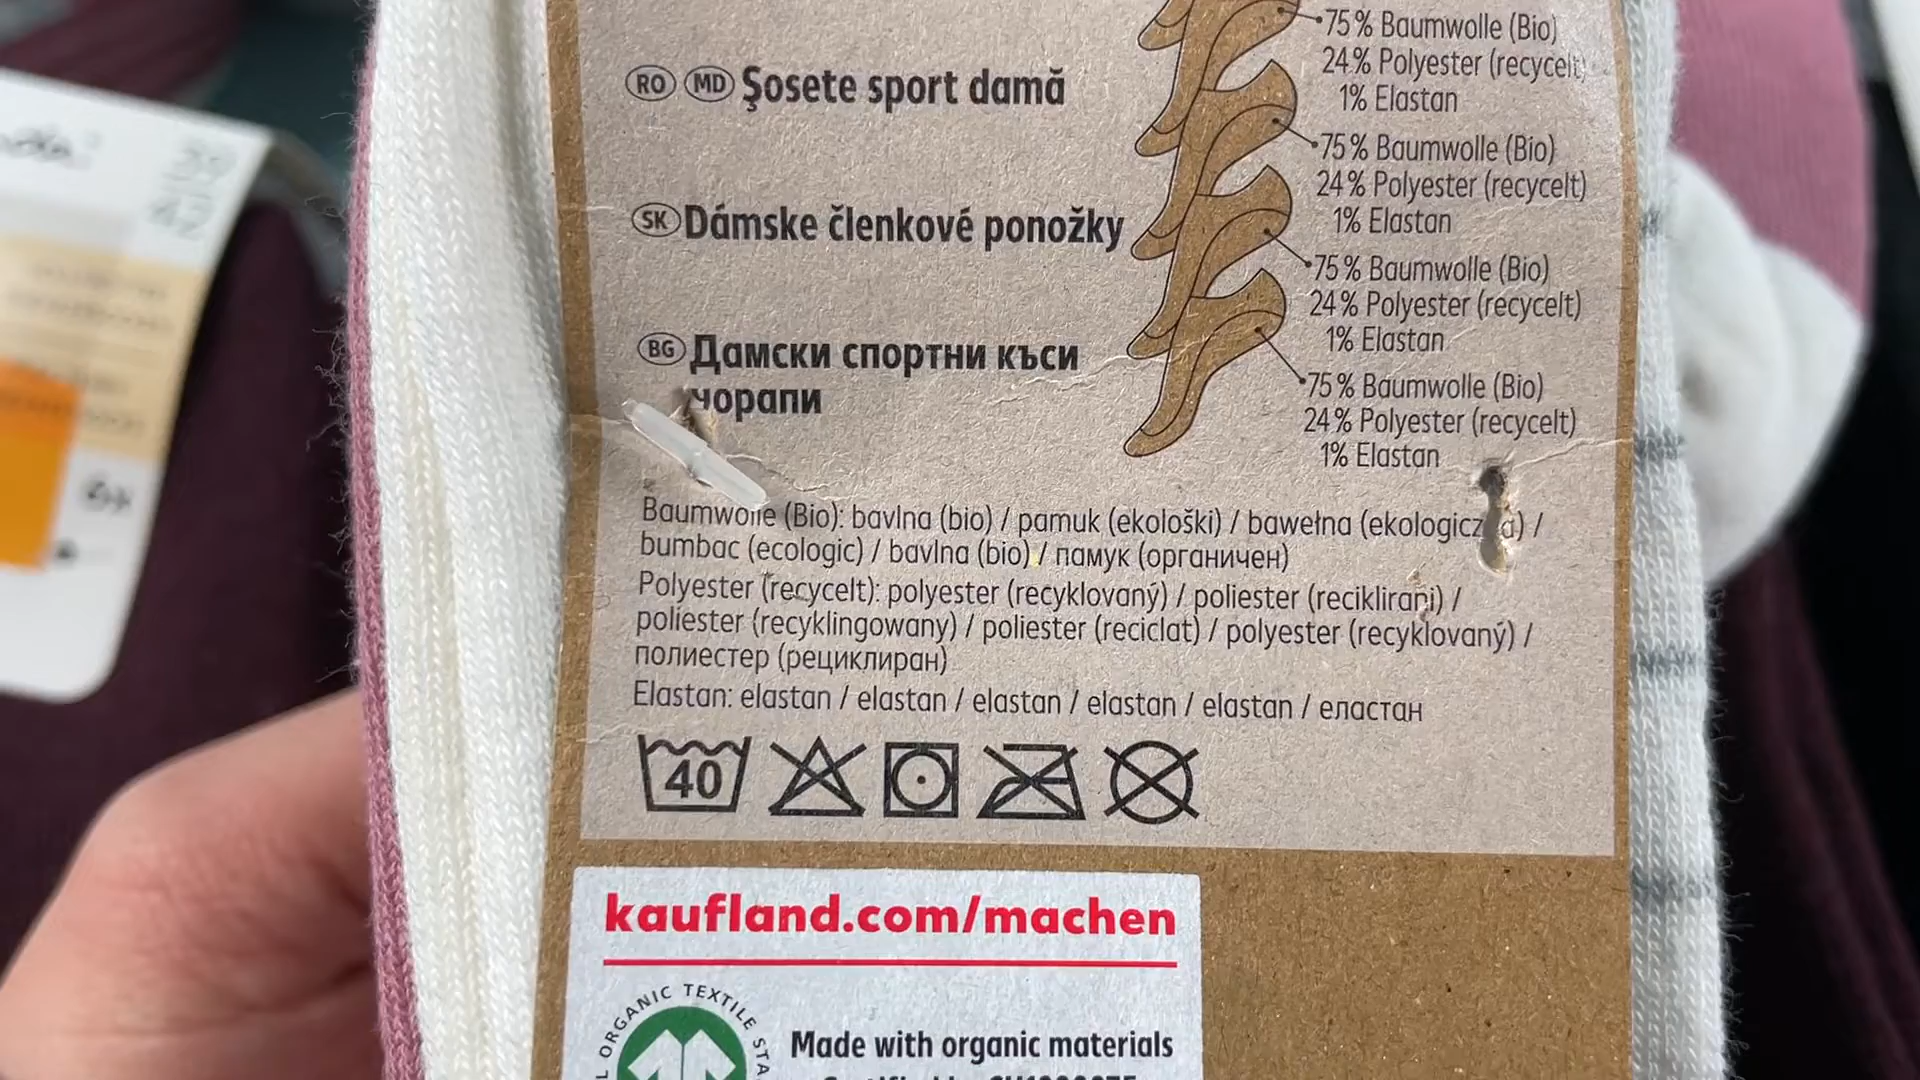 RO MD Şosete sport damă
SK Dámske členkové ponožky
BG Дамски спортни къси
чорапи
75% Baumwolle (Bio)
24% Polyester (recycelt)
1% Elastan
75% Baumwolle (Bio)
24% Polyester (recycelt)
1% Elastan
75% Baumwolle (Bio)
24% Polyester (recycelt)
1% Elastan
75% Baumwolle (Bio)
24% Polyester (recycelt)
1% Elastan
Baumwolle (Bio): bavlna (bio) / pamuk (ekološki) / bawełna (ekologiczna) /
bumbac (ecologic) / bavlna (bio) / памук (органичен)
Polyester (recycelt): polyester (recyklovaný) / poliester (reciklirani) /
poliester (recyklingowany) / poliester (reciclat) / polyester (recyklovaný) /
полиестер (рециклиран)
Elastan: elastan / elastan / elastan / elastan / elastan / еластан
40
kaufland.com/machen
ORGANIC TEXTILE
Made with organic materials